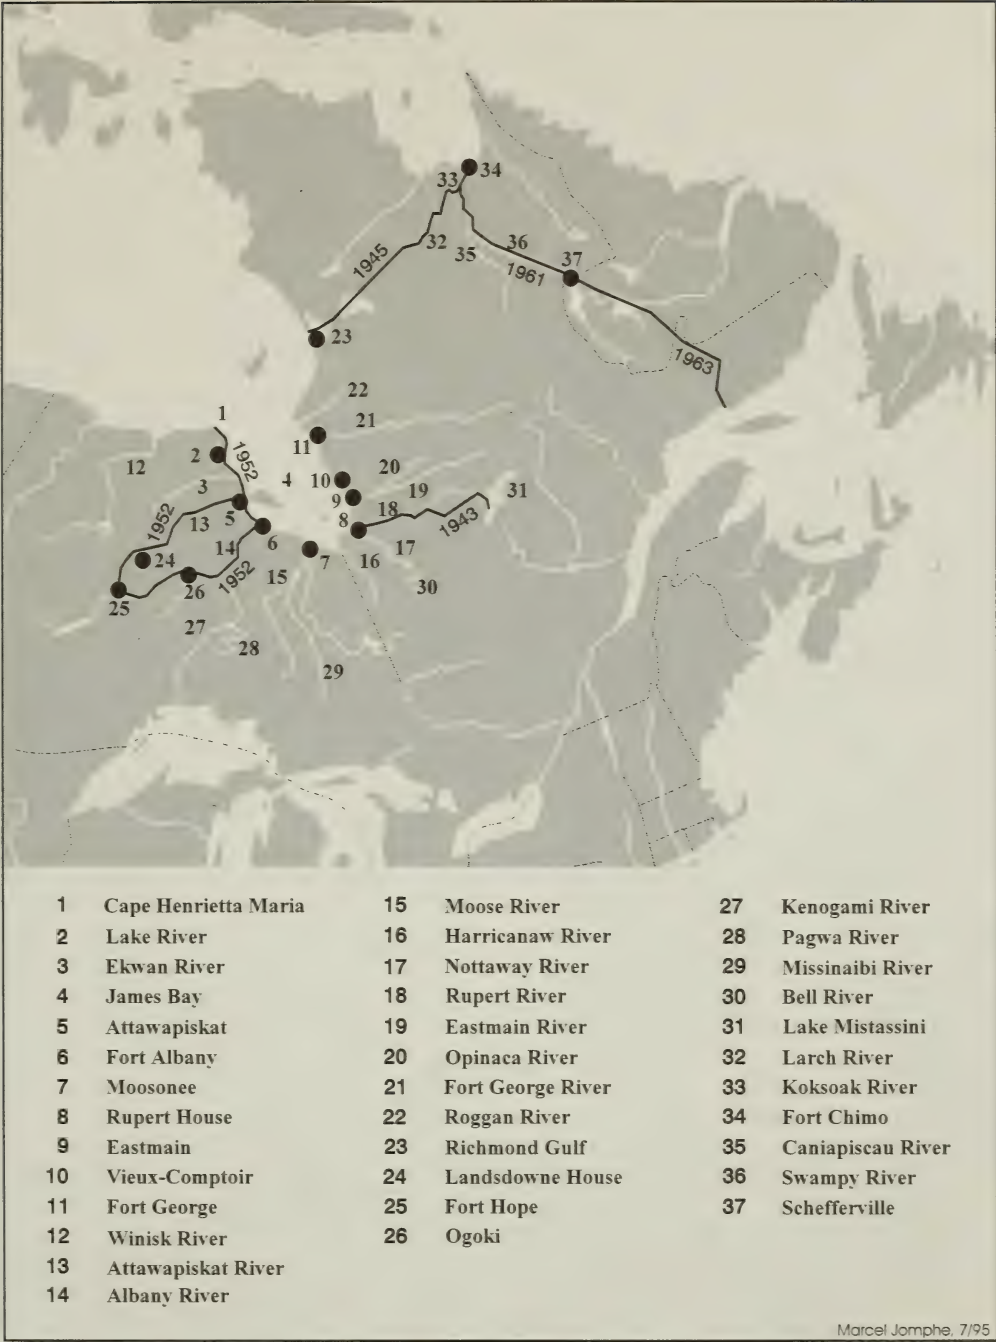 34
33
32
36
35
37
1945
1961
23
1963
22
1
21
11
2
1952
12
4
10
20
3
9
19
31
1952
13
5
8
18
1943
6
14
16
17
24
7
25
26
1952
15
30
27
28
29
1 Cape Henrietta Maria
2 Lake River
3 Ekwan River
4 James Bay
5 Attawapiskat
6 Fort Albany
7 Moosonee
8 Rupert House
9 Eastmain
10 Vieux-Comptoir
11 Fort George
12 Winisk River
13 Attawapiskat River
14 Albany River
15 Moose River
16 Harricanaw River
17 Nottaway River
18 Rupert River
19 Eastmain River
20 Opinaca River
21 Fort George River
22 Roggan River
23 Richmond Gulf
24 Landsdowne House
25 Fort Hope
26 Ogoki
27 Kenogami River
28 Pagwa River
29 Missinaibi River
30 Bell River
31 Lake Mistassini
32 Larch River
33 Koksoak River
34 Fort Chimo
35 Caniapiscau River
36 Swampy River
37 Schefferville
Marcel Jomphe, 7/95